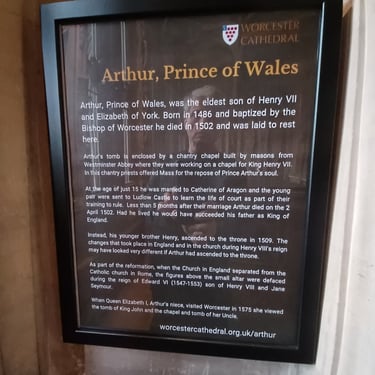 WORCESTER
CATHEDRAL
Arthur, Prince of Wales
Arthur, Prince of Wales, was the eldest son of Henry VII
and Elizabeth of York. Born in 1486 and baptized by the
Bishop of Worcester he died in 1502 and was laid to rest
here.
Arthur's tomb is enclosed by a chantry chapel built by masons from
Westminster Abbey where they were working on a chapel for King Henry VII.
In this chantry priests offered Mass for the repose of Prince Arthur's soul.
At the age of just 15 he was married to Catherine of Aragon and the young
pair were sent to Ludlow Castle to learn the life of court as part of their
training to rule. Less than 5 months after their marriage Arthur died on the 2
April 1502. Had he lived he would have succeeded his father as King of
England.
Instead, his younger brother Henry, ascended to the throne in 1509. The
changes that took place in England and in the church during Henry VIII's reign
may have looked very different if Arthur had ascended to the throne.
As part of the reformation, when the Church in England separated from the
Catholic church in Rome, the figures above the small altar were defaced
during the reign of Edward VI (1547-1553) son of Henry VIII and Jane
Seymour.
When Queen Elizabeth I, Arthur's niece, visited Worcester in 1575 she viewed
the tomb of King John and the chapel and tomb of her Uncle.
worcestercathedral.org.uk/arthur